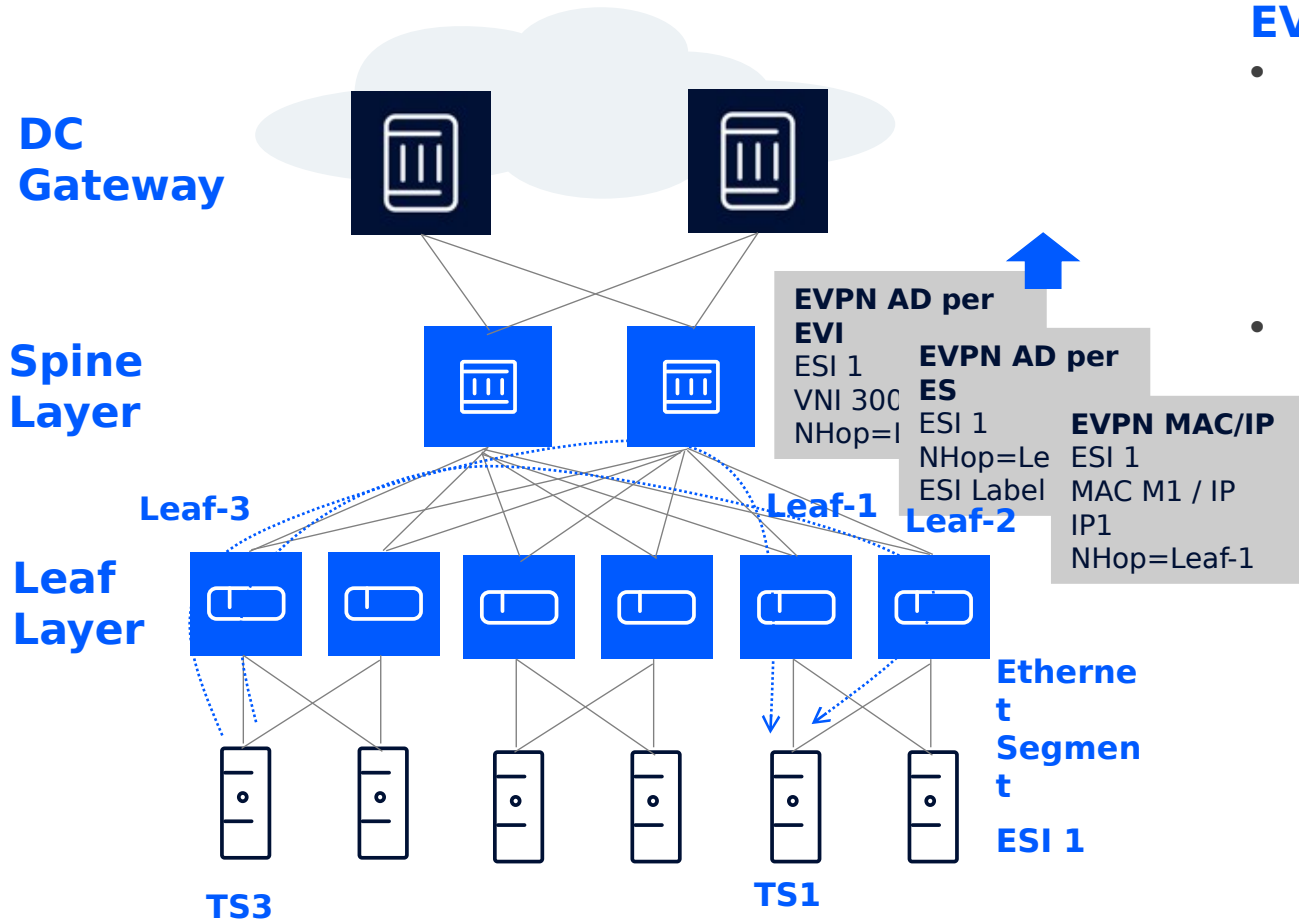 EV
DC
Gateway
EVPN AD per
EVI
ESI 1
VNI 300
NHop=L
EVPN AD per
ES
ESI 1
NHop=Le
ESI Label
EVPN MAC/IP
ESI 1
MAC M1 / IP
IP1
NHop=Leaf-1
Spine
Layer
Leaf-3
Leaf-1
Leaf-2
Leaf
Layer
Etherne
t
Segmen
t
ESI 1
TS3
TS1